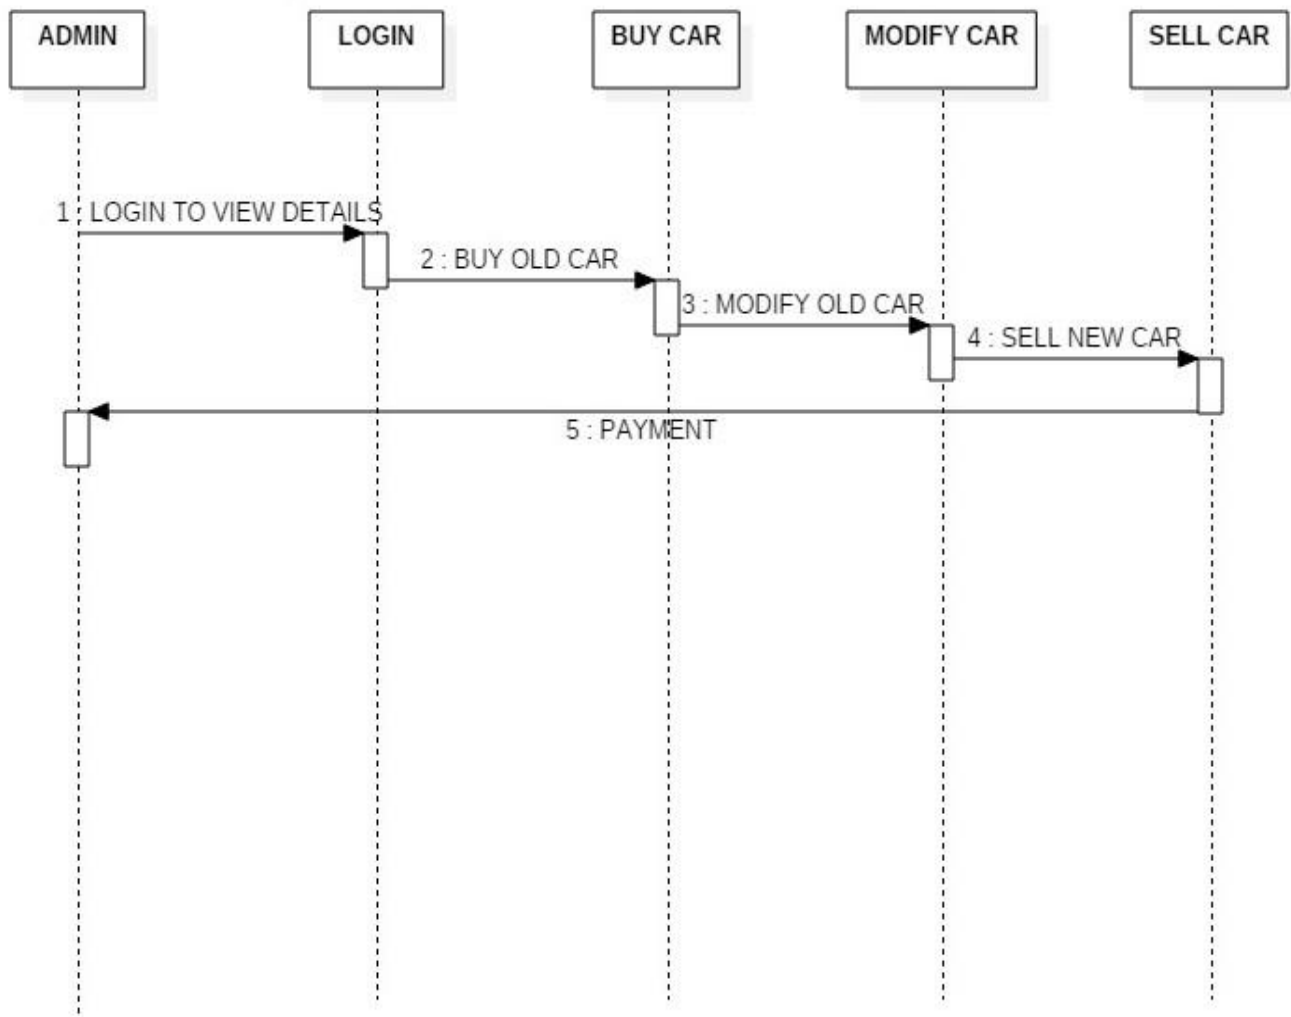 ADMIN
LOGIN
BUY CAR
MODIFY CAR
SELL CAR
1 : LOGIN TO VIEW DETAILS
2 : BUY OLD CAR
3 : MODIFY OLD CAR
4 : SELL NEW CAR
5 : PAYMENT